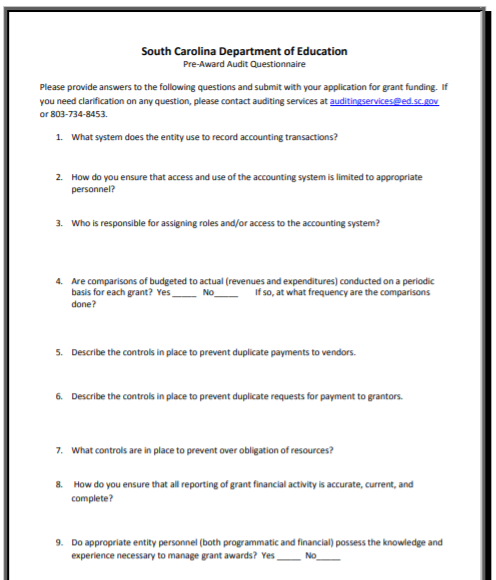 South Carolina Department of Education
Pre-Award Audit Questionnaire
Please provide answers to the following questions and submit with your application for grant funding. If
you need clarification on any question, please contact auditing services at auditingservices@ed.sc.gov
or 803-734-8453.
1. What system does the entity use to record accounting transactions?
2. How do you ensure that access and use of the accounting system is limited to appropriate
personnel?
3. Who is responsible for assigning roles and/or access to the accounting system?
4. Are comparisons of budgeted to actual (revenues and expenditures) conducted on a periodic
basis for each grant? Yes _____ No_____ If so, at what frequency are the comparisons
done?
5. Describe the controls in place to prevent duplicate payments to vendors.
6. Describe the controls in place to prevent duplicate requests for payment to grantors.
7. What controls are in place to prevent over obligation of resources?
8. How do you ensure that all reporting of grant financial activity is accurate, current, and
complete?
9. Do appropriate entity personnel (both programmatic and financial) possess the knowledge and
experience necessary to manage grant awards? Yes _____ No_____